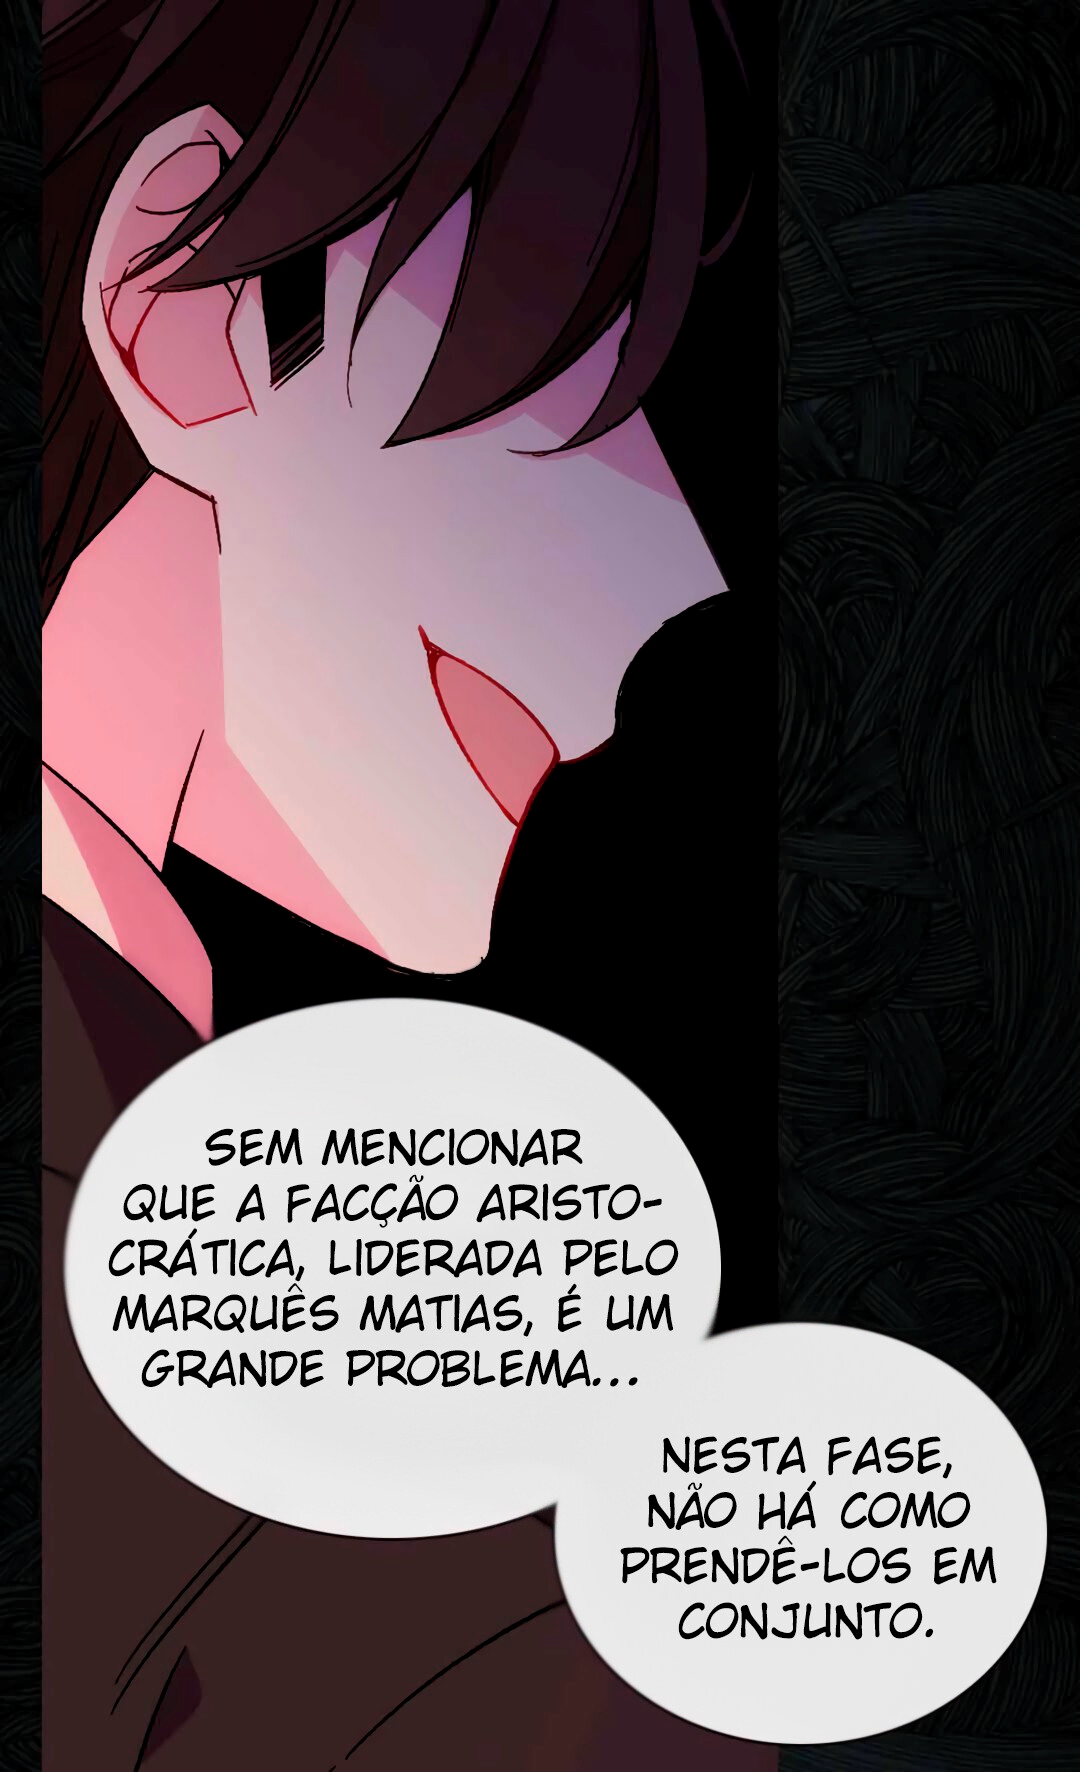 SEM MENCIONAR
QUE A FACÇÃO ARISTO-
CRÁTICA, LIDERADA PELO
MARQUÊS MATIAS, É UM
GRANDE PROBLEMA...
NESTA FASE,
NÃO HÁ COMO
PRENDÊ-LOS EM
CONJUNTO.